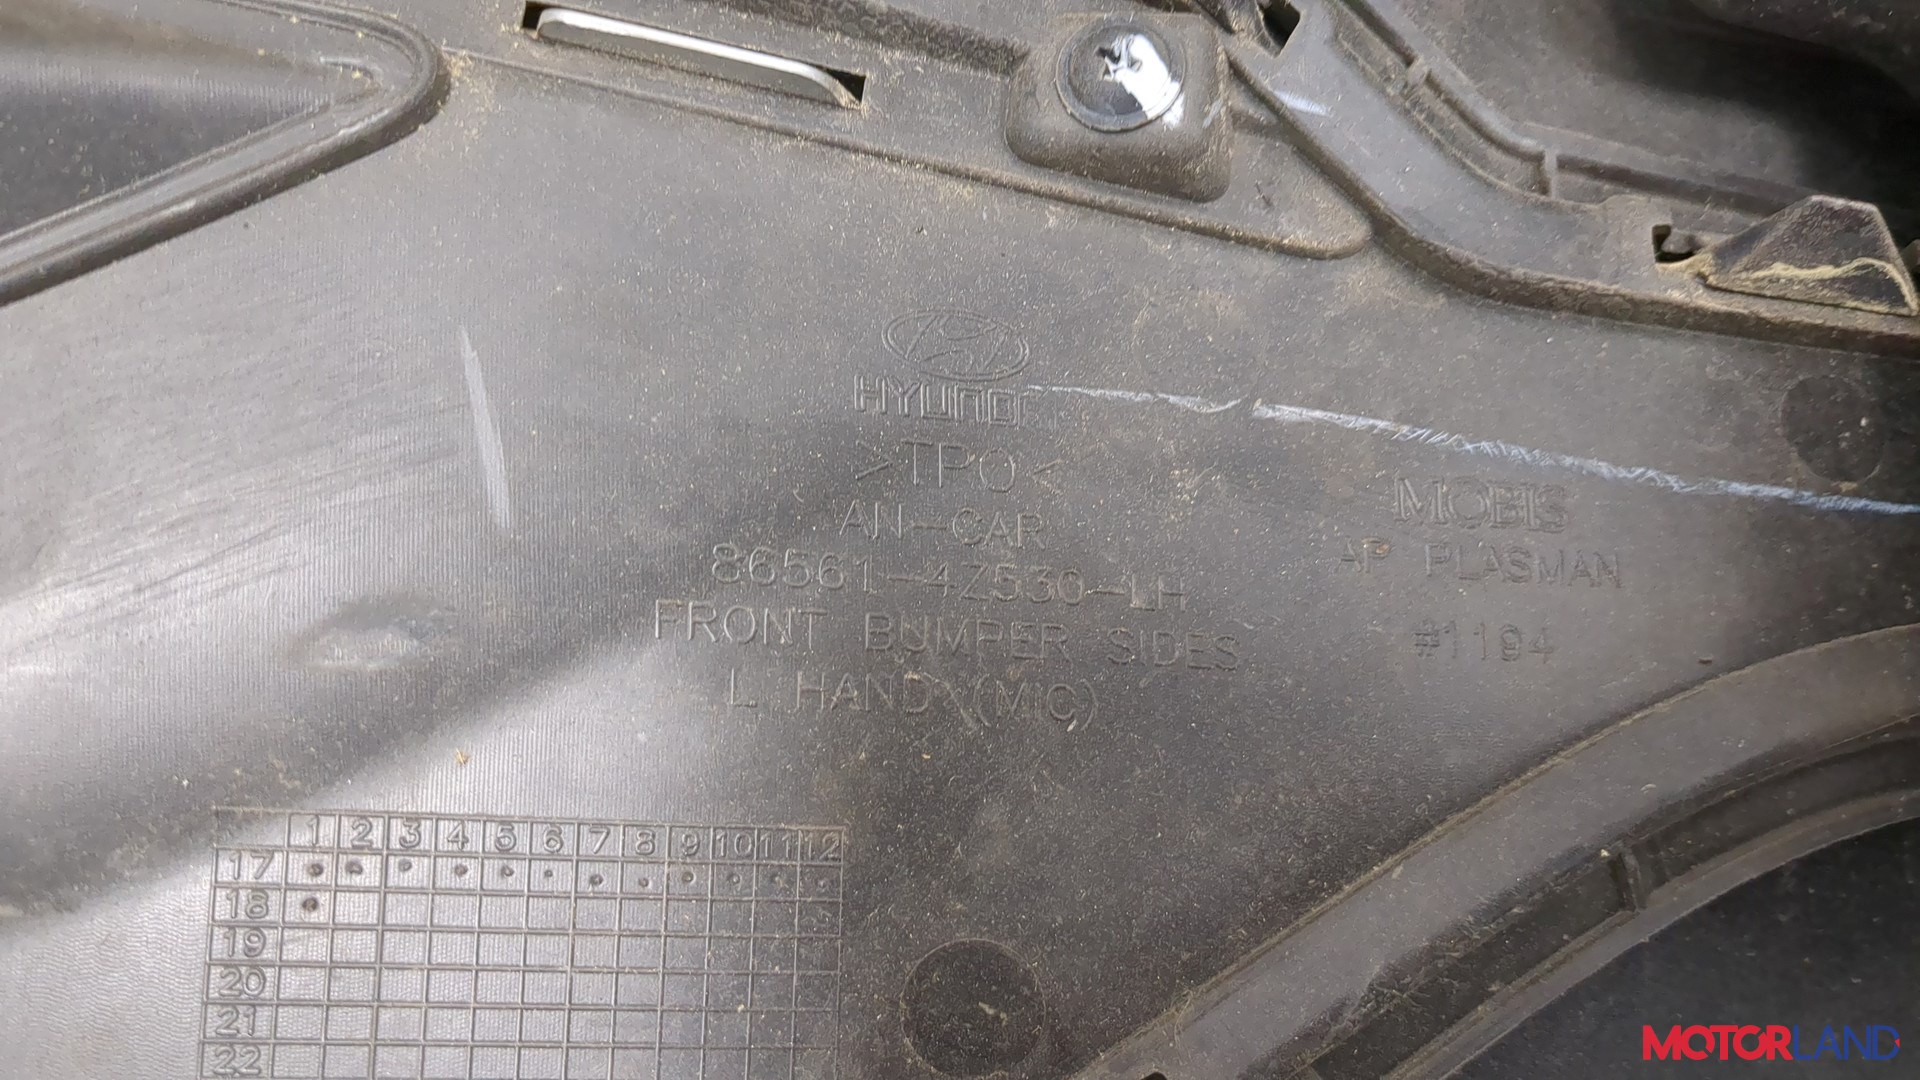 HYUNDAI
>TPO<
AN-CAR
86561-4Z530-LH
FRONT BUMPER SIDES
L HAND (MIC)
MOBIS
AP PLASMAN
#1194
1 2 3 4 5 6 7 8 9 10 11 12
17
18
19
20
21
22
MOTORLAND